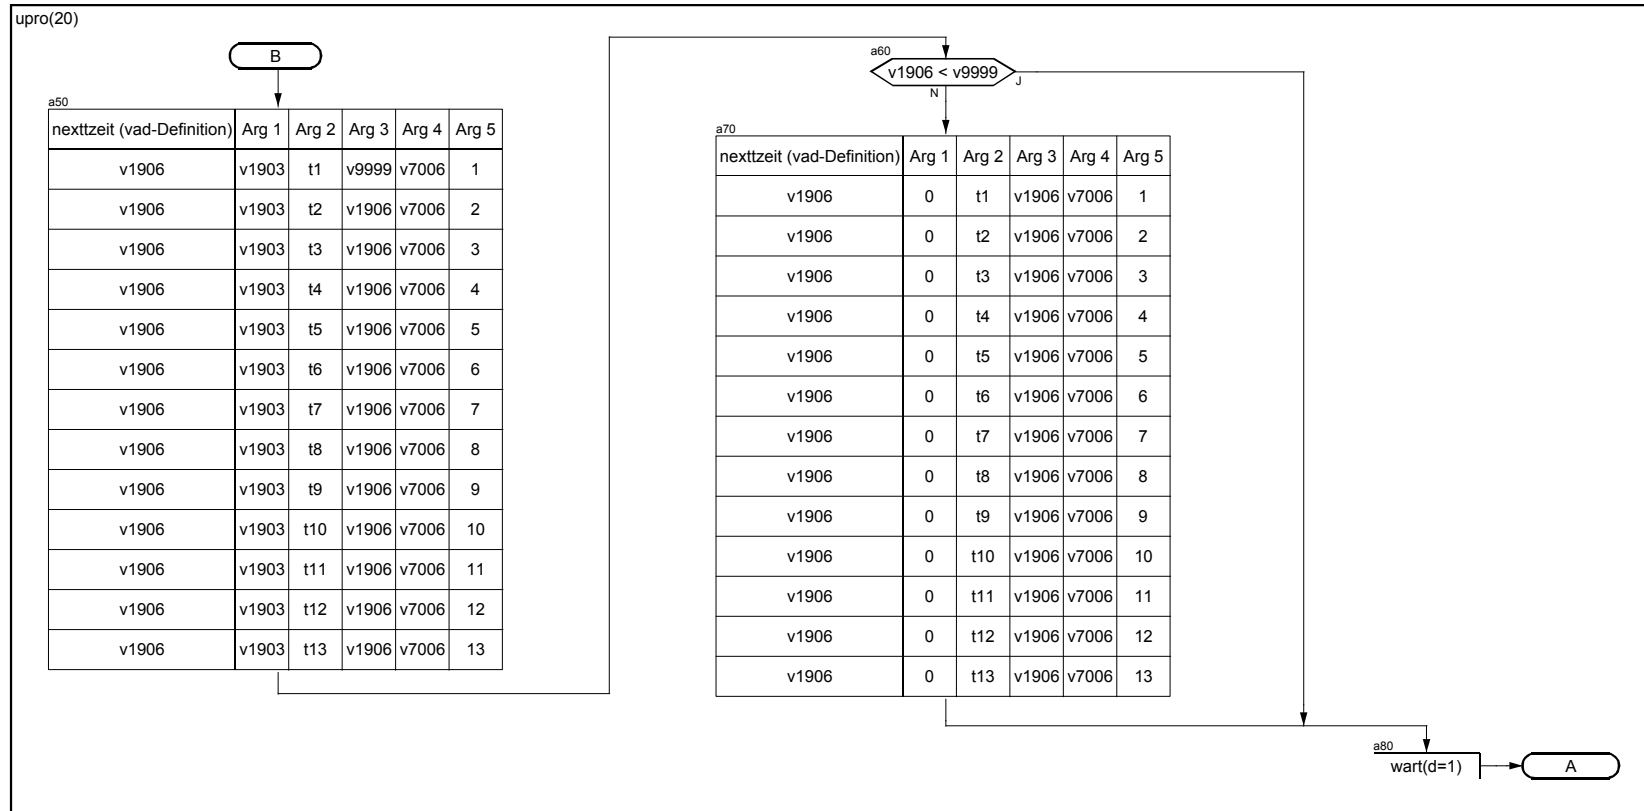 upro(20)
B
a50
nexttzeit (vad-Definition) Arg 1 Arg 2 Arg 3 Arg 4 Arg 5
v1906 v1903 t1 v9999 v7006 1
v1906 v1903 t2 v1906 v7006 2
v1906 v1903 t3 v1906 v7006 3
v1906 v1903 t4 v1906 v7006 4
v1906 v1903 t5 v1906 v7006 5
v1906 v1903 t6 v1906 v7006 6
v1906 v1903 t7 v1906 v7006 7
v1906 v1903 t8 v1906 v7006 8
v1906 v1903 t9 v1906 v7006 9
v1906 v1903 t10 v1906 v7006 10
v1906 v1903 t11 v1906 v7006 11
v1906 v1903 t12 v1906 v7006 12
v1906 v1903 t13 v1906 v7006 13
a60
v1906 < v9999
J
N
a70
nexttzeit (vad-Definition) Arg 1 Arg 2 Arg 3 Arg 4 Arg 5
v1906 0 t1 v1906 v7006 1
v1906 0 t2 v1906 v7006 2
v1906 0 t3 v1906 v7006 3
v1906 0 t4 v1906 v7006 4
v1906 0 t5 v1906 v7006 5
v1906 0 t6 v1906 v7006 6
v1906 0 t7 v1906 v7006 7
v1906 0 t8 v1906 v7006 8
v1906 0 t9 v1906 v7006 9
v1906 0 t10 v1906 v7006 10
v1906 0 t11 v1906 v7006 11
v1906 0 t12 v1906 v7006 12
v1906 0 t13 v1906 v7006 13
a80
wart(d=1)
A